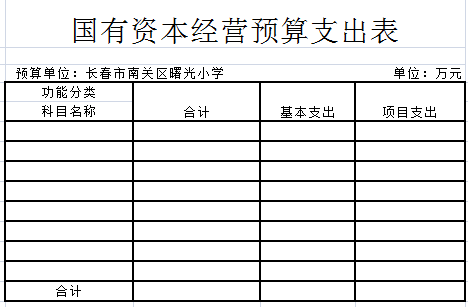 国有资本经营预算支出表
预算单位：长春市南关区曙光小学 单位：万元
功能分类
科目名称 合计 基本支出 项目支出
合计